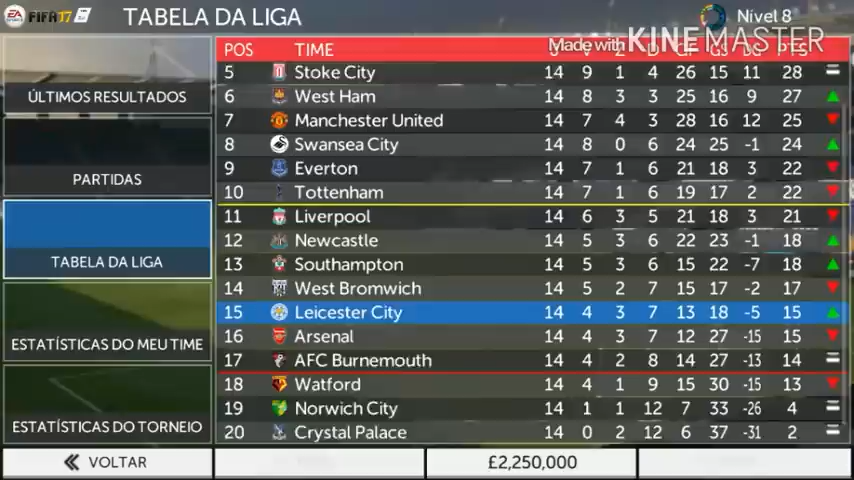 EA SPORTS FIFA 17 TABELA DA LIGA Nível 8
Made with KINEMASTER
ÚLTIMOS RESULTADOS
PARTIDAS
TABELA DA LIGA
ESTATÍSTICAS DO MEU TIME
ESTATÍSTICAS DO TORNEIO
POS TIME PTS
5 Stoke City 14 9 1 4 26 15 11 28
6 West Ham 14 8 3 3 25 16 9 27
7 Manchester United 14 7 4 3 28 16 12 25
8 Swansea City 14 8 0 6 24 25 -1 24
9 Everton 14 7 1 6 21 18 3 22
10 Tottenham 14 7 1 6 19 17 2 22
11 Liverpool 14 6 3 5 21 18 3 21
12 Newcastle 14 5 3 6 22 23 -1 18
13 Southampton 14 5 3 6 15 22 -7 18
14 West Bromwich 14 5 2 7 15 17 -2 17
15 Leicester City 14 4 3 7 13 18 -5 15
16 Arsenal 14 4 3 7 12 27 -15 15
17 AFC Burnemouth 14 4 2 8 14 27 -13 14
18 Watford 14 4 1 9 15 30 -15 13
19 Norwich City 14 1 1 12 7 33 -26 4
20 Crystal Palace 14 0 2 12 6 37 -31 2
VOLTAR
£2,250,000